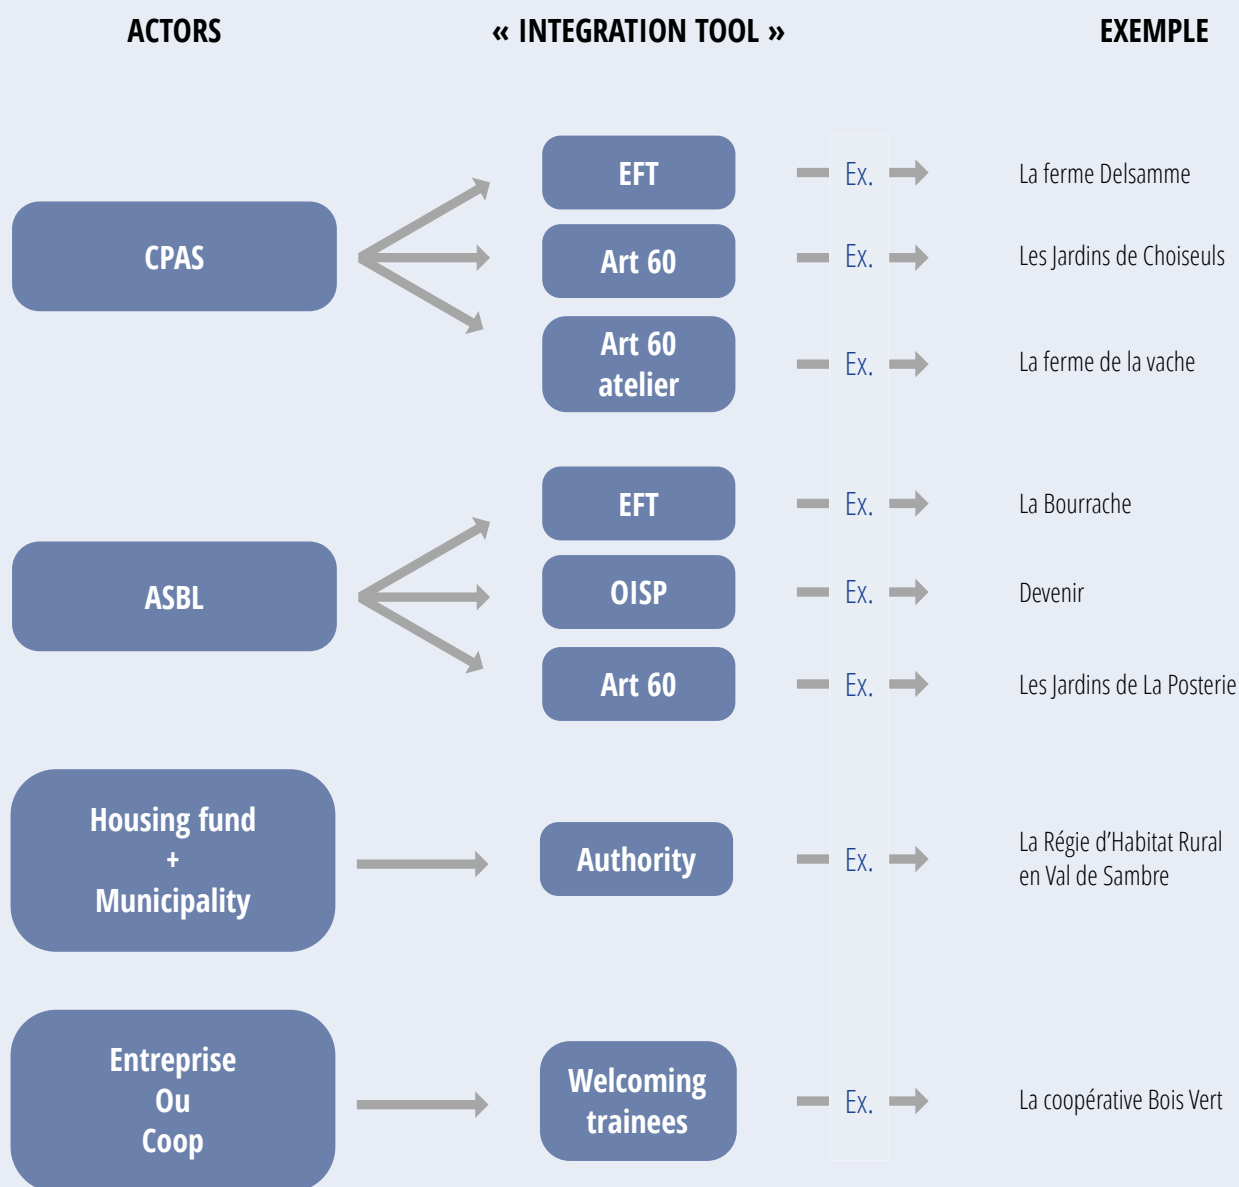 ACTORS
« INTEGRATION TOOL »
EXEMPLE
CPAS
EFT
Ex.
La ferme Delsamme
Art 60
Ex.
Les Jardins de Choiseuls
Art 60
atelier
Ex.
La ferme de la vache
ASBL
EFT
Ex.
La Bourrache
OISP
Ex.
Devenir
Art 60
Ex.
Les Jardins de La Posterie
Housing fund
+
Municipality
Authority
Ex.
La Régie d'Habitat Rural
en Val de Sambre
Entreprise
Ou
Coop
Welcoming
trainees
Ex.
La coopérative Bois Vert